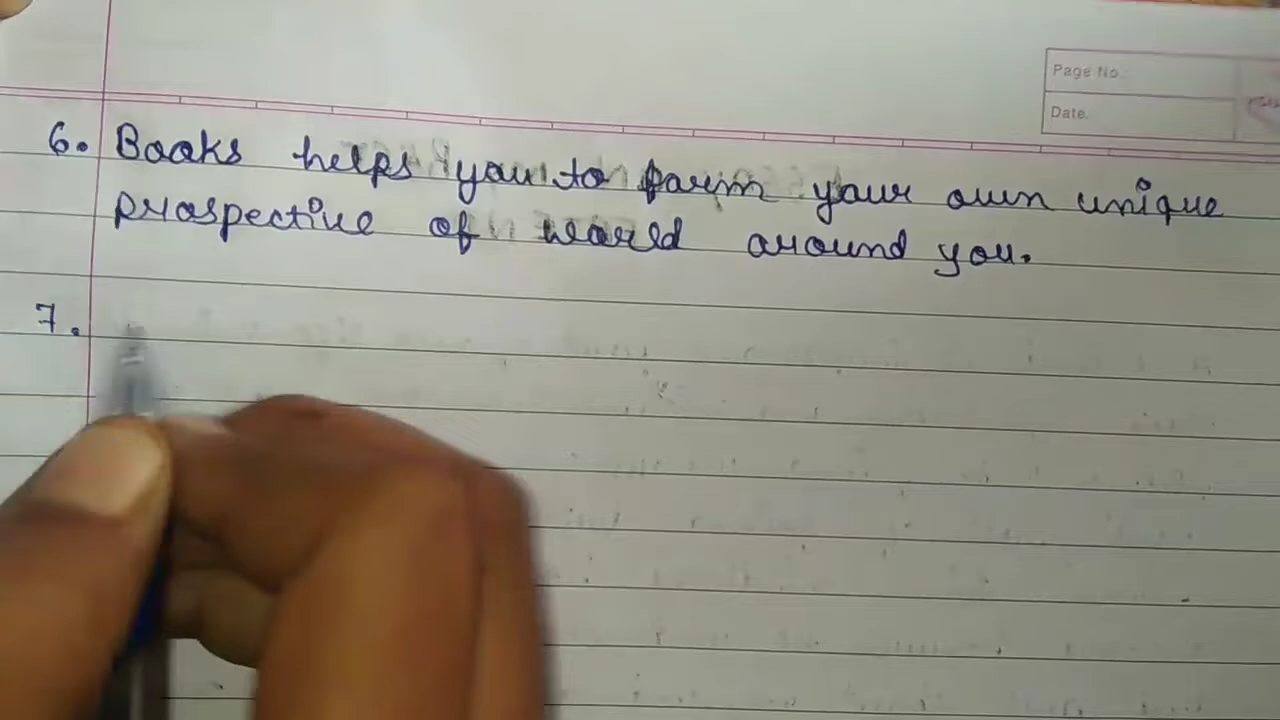 Page No.:
Date.
6. Books helps you to form your own unique
prospective of world around you.
7.